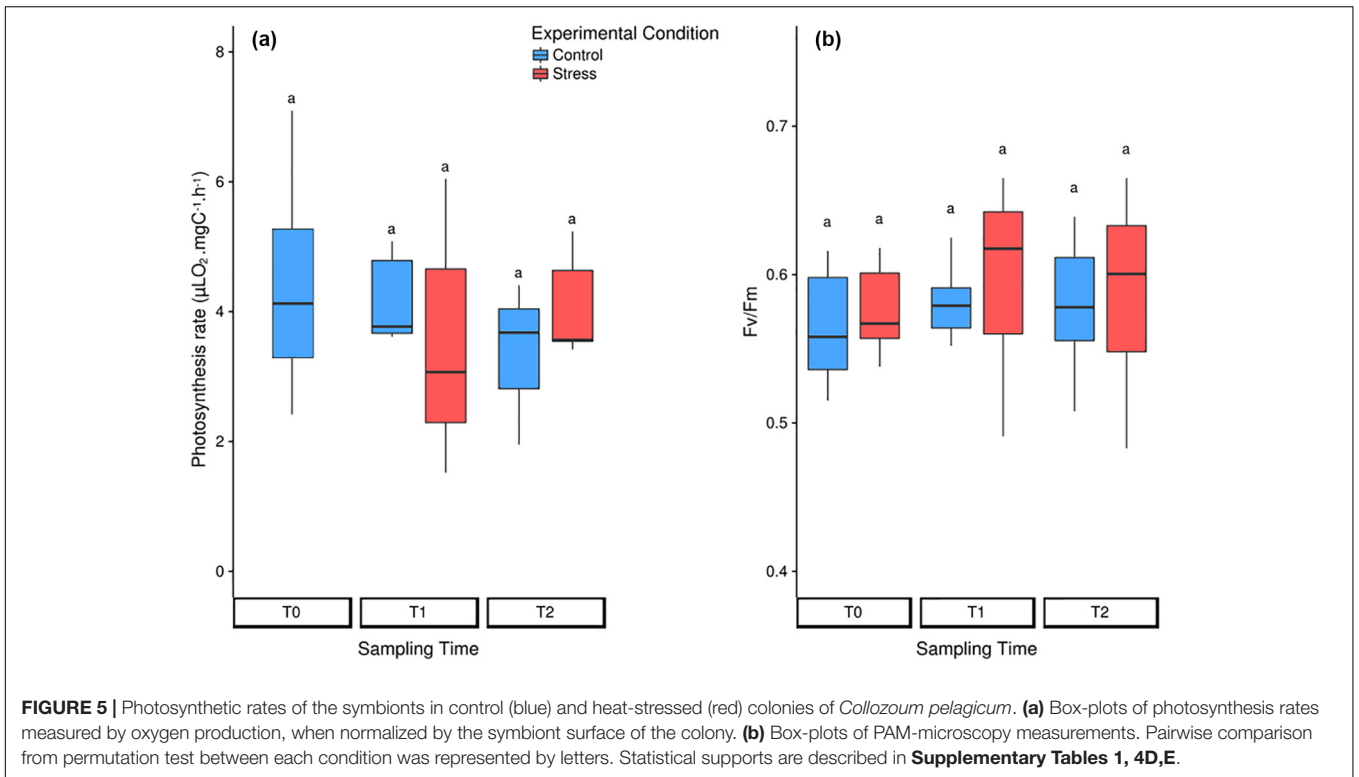 (a)
Experimental Condition
Control
Stress
(b)
8
6
4
2
0
Photosynthesis rate (µLO₂.mgC⁻¹.h⁻¹)
a
a
a
a
a
T0
T1
T2
Sampling Time
0.7
0.6
0.5
0.4
Fv/Fm
a
a
a
a
a
a
T0
T1
T2
Sampling Time
FIGURE 5 | Photosynthetic rates of the symbionts in control (blue) and heat-stressed (red) colonies of Collozoum pelagicum. (a) Box-plots of photosynthesis rates
measured by oxygen production, when normalized by the symbiont surface of the colony. (b) Box-plots of PAM-microscopy measurements. Pairwise comparison
from permutation test between each condition was represented by letters. Statistical supports are described in Supplementary Tables 1, 4D,E.